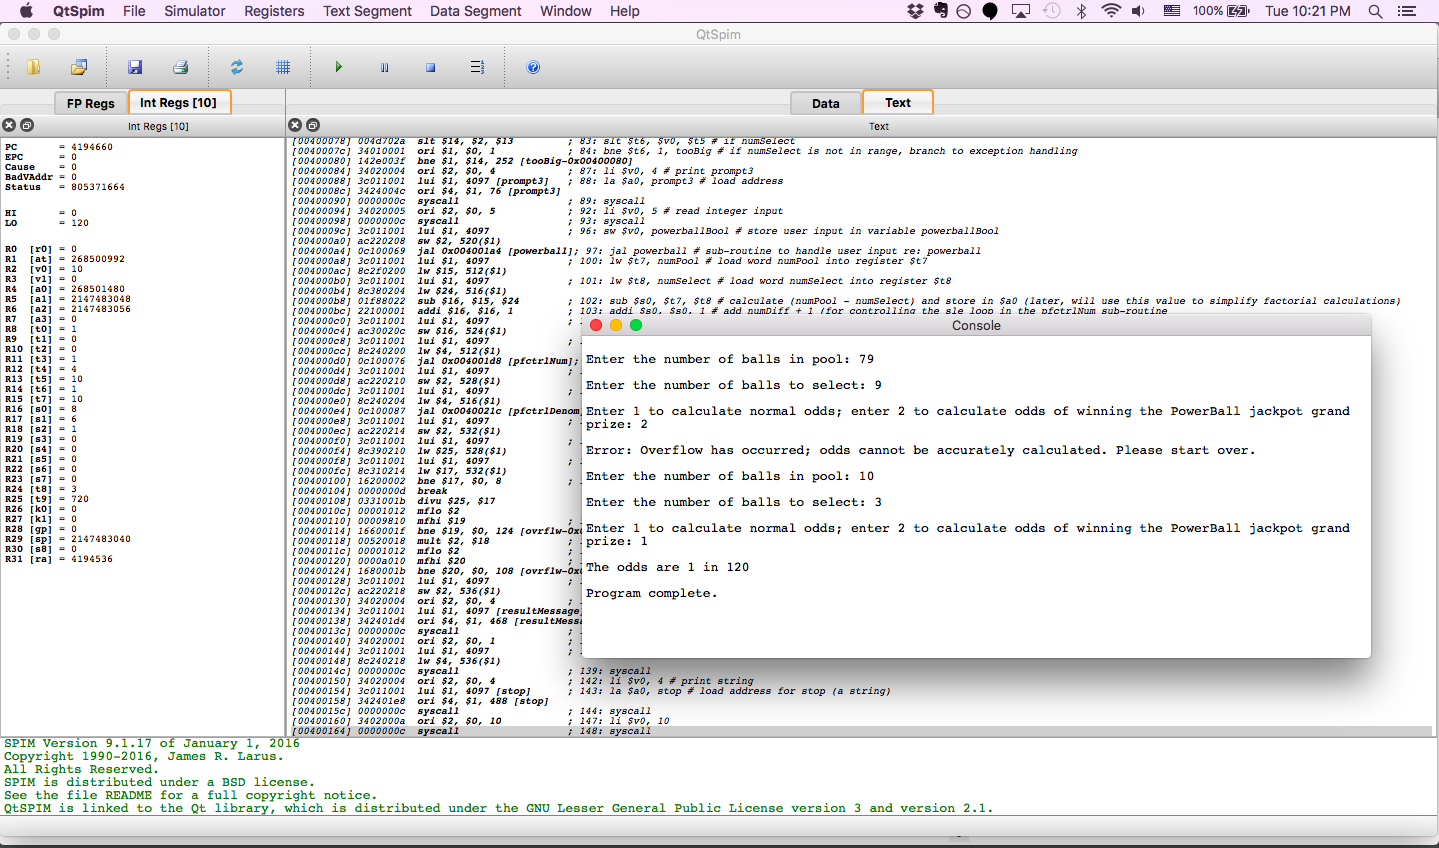 QtSpim File Simulator Registers Text Segment Data Segment Window Help 100% Tue 10:21 PM
QtSpim
FP Regs Int Regs [10] Data Text
Int Regs [10] Text
PC = 4194660
EPC = 0
Cause = 0
BadVAddr = 0
Status = 805371664
HI = 0
LO = 120
R0 [r0] = 0
R1 [at] = 268500992
R2 [v0] = 10
R3 [v1] = 0
R4 [a0] = 268501480
R5 [a1] = 2147483048
R6 [a2] = 2147483056
R7 [a3] = 0
R8 [t0] = 1
R9 [t1] = 0
R10 [t2] = 0
R11 [t3] = 1
R12 [t4] = 4
R13 [t5] = 10
R14 [t6] = 1
R15 [t7] = 10
R16 [s0] = 8
R17 [s1] = 6
R18 [s2] = 1
R19 [s3] = 0
R20 [s4] = 0
R21 [s5] = 0
R22 [s6] = 0
R23 [s7] = 0
R24 [t8] = 3
R25 [t9] = 720
R26 [k0] = 0
R27 [k1] = 0
R28 [gp] = 0
R29 [sp] = 2147483040
R30 [s8] = 0
R31 [ra] = 4194536
[00400078] 004d702a slt $14, $2, $13 ; 83: slt $t6, $v0, $t5 # if numSelect
[0040007c] 34010001 ori $1, $0, 1 ; 84: bne $t6, 1, tooBig # if numSelect is not in range, branch to exception handling
[00400080] 142e003f bne $1, $14, 252 [tooBig-0x00400080]
[00400084] 34020004 ori $2, $0, 4 ; 87: li $v0, 4 # print prompt3
[00400088] 3c011001 lui $1, 4097 [prompt3] ; 88: la $a0, prompt3 # load address
[0040008c] 3424004c ori $4, $1, 76 [prompt3]
[00400090] 0000000c syscall ; 89: syscall
[00400094] 34020005 ori $2, $0, 5 ; 92: li $v0, 5 # read integer input
[00400098] 0000000c syscall ; 93: syscall
[0040009c] 3c011001 lui $1, 4097 ; 96: sw $v0, powerballBool # store user input in variable powerballBool
[004000a0] ac220208 sw $2, 520($1)
[004000a4] 0c100069 jal 0x004001a4 [powerball]; 97: jal powerball # sub-routine to handle user input re: powerball
[004000a8] 3c011001 lui $1, 4097 ; 100: lw $t7, numPool # load word numPool into register $t7
[004000ac] 8c2f0200 lw $15, 512($1)
[004000b0] 3c011001 lui $1, 4097 ; 101: lw $t8, numSelect # load word numSelect into register $t8
[004000b4] 8c380204 lw $24, 516($1)
[004000b8] 01f88022 sub $16, $15, $24 ; 102: sub $s0, $t7, $t8 # calculate (numPool - numSelect) and store in $a0 (later, will use this value to simplify factorial calculations)
[004000bc] 22100001 addi $16, $16, 1 ; 103: addi $s0, $s0, 1 # add numDiff + 1 (for controlling the sle loop in the pfctrlNum sub-routine
[004000c0] 3c011001 lui $1, 4097 ;
[004000c4] ac30020c sw $16, 524($1)
[004000c8] 3c011001 lui $1, 4097 ;
[004000cc] 8c240200 lw $4, 512($1)
[004000d0] 0c100076 jal 0x004001d8 [pfctrlNum];
[004000d4] 3c011001 lui $1, 4097 ;
[004000d8] ac220210 sw $2, 528($1)
[004000dc] 3c011001 lui $1, 4097 ;
[004000e0] 8c240204 lw $4, 516($1)
[004000e4] 0c100087 jal 0x0040021c [pfctrlDenom]
[004000e8] 3c011001 lui $1, 4097 ;
[004000ec] ac220214 sw $2, 532($1)
[004000f0] 3c011001 lui $1, 4097 ;
[004000f4] 8c390210 lw $25, 528($1)
[004000f8] 3c011001 lui $1, 4097 ;
[004000fc] 8c310214 lw $17, 532($1)
[00400100] 16200002 bne $17, $0, 8 ;
[00400104] 0000000d break
[00400108] 0331001b divu $25, $17
[0040010c] 00001012 mflo $2
[00400110] 00009810 mfhi $19 ;
[00400114] 1660001f bne $19, $0, 124 [ovrflw-0x0
[00400118] 00520018 mult $2, $18 ;
[0040011c] 00001012 mflo $2 ;
[00400120] 0000a010 mfhi $20 ;
[00400124] 1680001b bne $20, $0, 108 [ovrflw-0x0
[00400128] 3c011001 lui $1, 4097 ;
[0040012c] ac220218 sw $2, 536($1)
[00400130] 34020004 ori $2, $0, 4 ;
[00400134] 3c011001 lui $1, 4097 [resultMessage]
[00400138] 342401d4 ori $4, $1, 468 [resultMessa
[0040013c] 0000000c syscall ;
[00400140] 34020001 ori $2, $0, 1 ;
[00400144] 3c011001 lui $1, 4097 ;
[00400148] 8c240218 lw $4, 536($1)
[0040014c] 0000000c syscall ; 139: syscall
[00400150] 34020004 ori $2, $0, 4 ; 142: li $v0, 4 # print string
[00400154] 3c011001 lui $1, 4097 [stop] ; 143: la $a0, stop # load address for stop (a string)
[00400158] 342401e8 ori $4, $1, 488 [stop]
[0040015c] 0000000c syscall ; 144: syscall
[00400160] 3402000a ori $2, $0, 10 ; 147: li $v0, 10
[00400164] 0000000c syscall ; 148: syscall
Console
Enter the number of balls in pool: 79
Enter the number of balls to select: 9
Enter 1 to calculate normal odds; enter 2 to calculate odds of winning the PowerBall jackpot grand
prize: 2
Error: Overflow has occurred; odds cannot be accurately calculated. Please start over.
Enter the number of balls in pool: 10
Enter the number of balls to select: 3
Enter 1 to calculate normal odds; enter 2 to calculate odds of winning the PowerBall jackpot grand
prize: 1
The odds are 1 in 120
Program complete.
SPIM Version 9.1.17 of January 1, 2016
Copyright 1990-2016, James R. Larus.
All Rights Reserved.
SPIM is distributed under a BSD license.
See the file README for a full copyright notice.
QtSPIM is linked to the Qt library, which is distributed under the GNU Lesser General Public License version 3 and version 2.1.